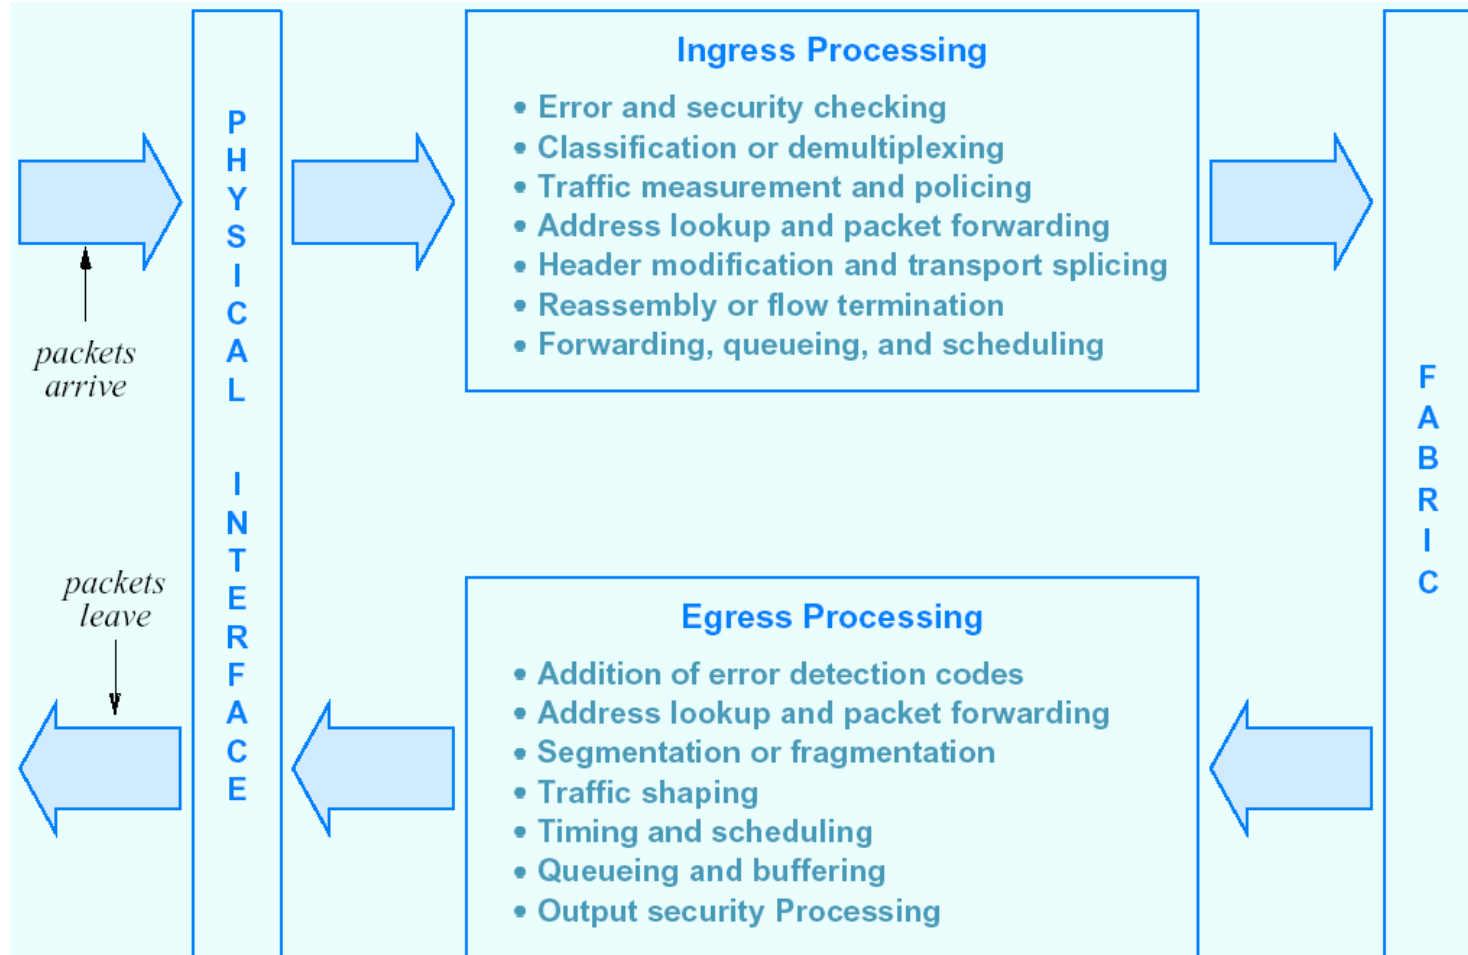 PHYSICAL INTERFACE
Ingress Processing
• Error and security checking
• Classification or demultiplexing
• Traffic measurement and policing
• Address lookup and packet forwarding
• Header modification and transport splicing
• Reassembly or flow termination
• Forwarding, queueing, and scheduling
packets
arrive
FABRIC
packets
leave
Egress Processing
• Addition of error detection codes
• Address lookup and packet forwarding
• Segmentation or fragmentation
• Traffic shaping
• Timing and scheduling
• Queueing and buffering
• Output security Processing